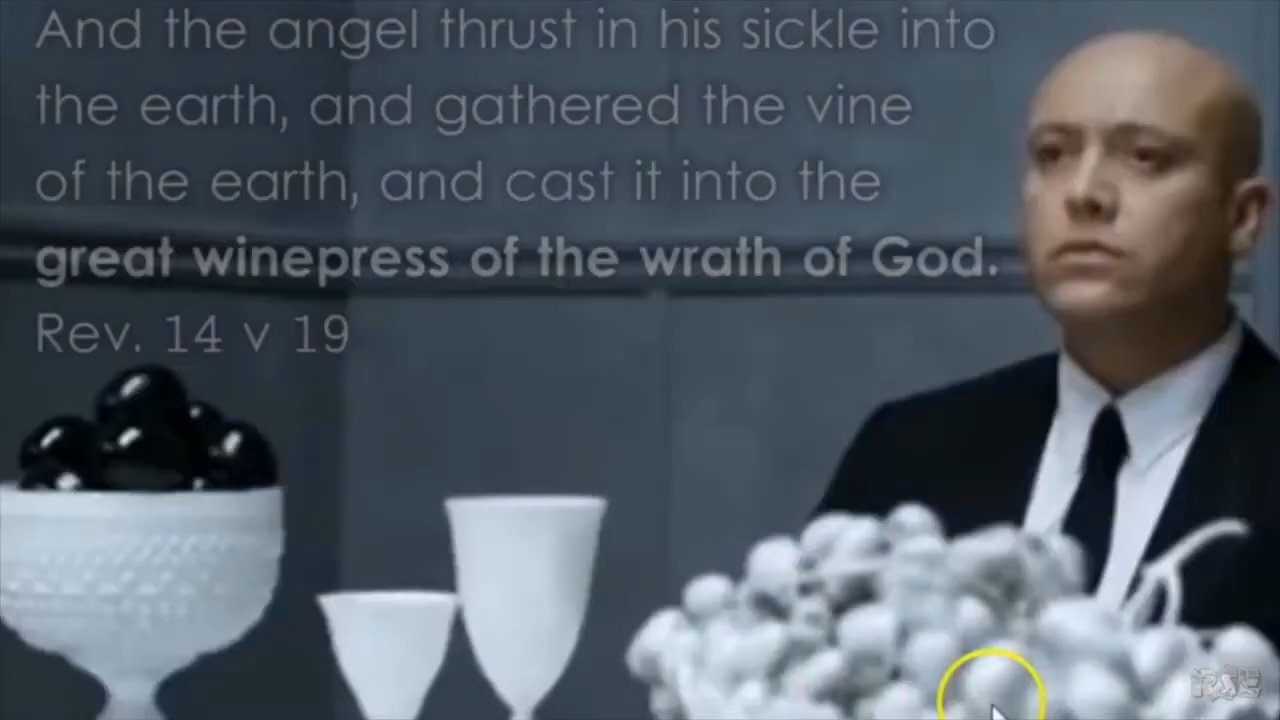 And the angel thrust in his sickle into
the earth, and gathered the vine
of the earth, and cast it into the
great winepress of the wrath of God.
Rev. 14 v 19